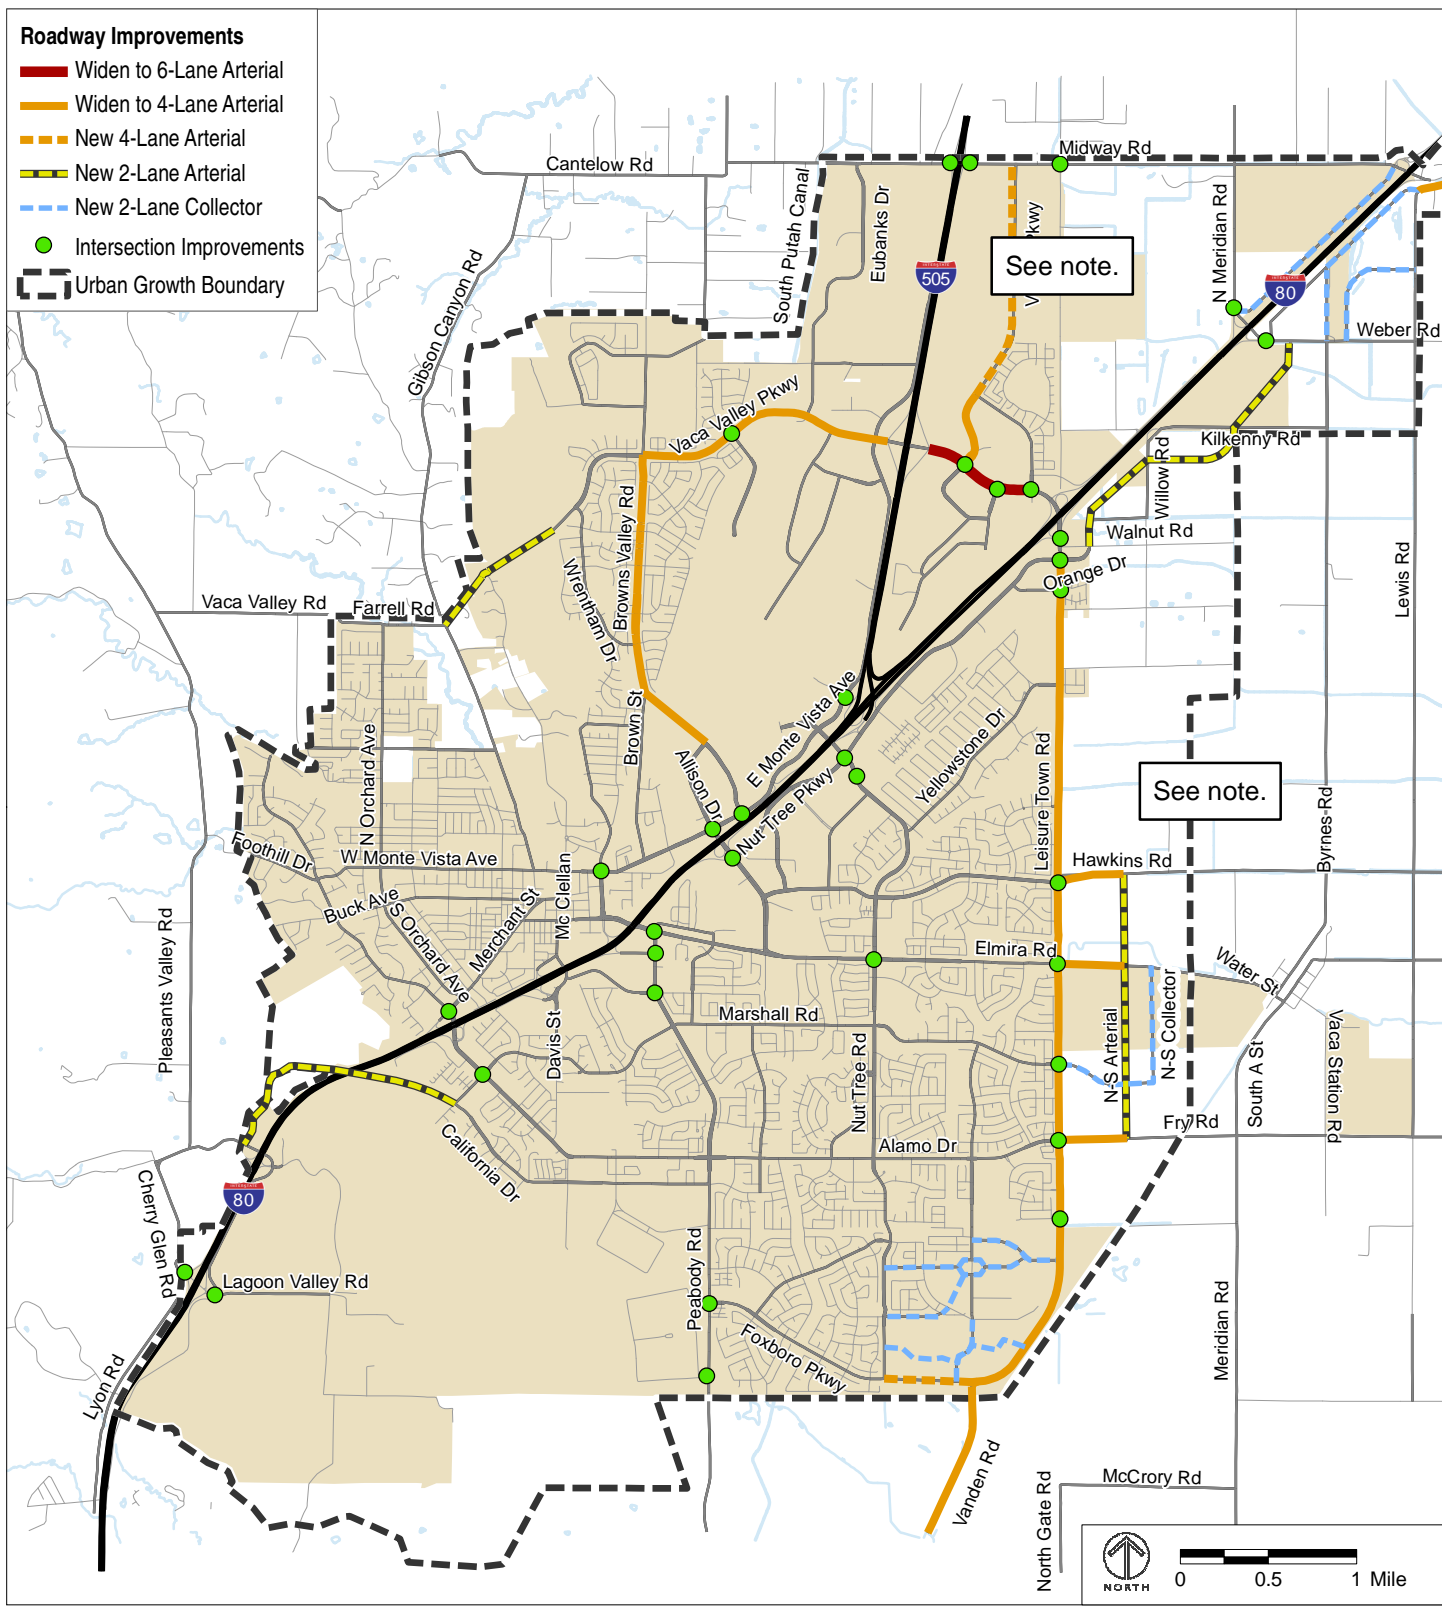 Roadway Improvements
Widen to 6-Lane Arterial
Widen to 4-Lane Arterial
New 4-Lane Arterial
New 2-Lane Arterial
New 2-Lane Collector
Intersection Improvements
Urban Growth Boundary
Cantelow Rd
Midway Rd
South Putah Canal
Eubanks Dr
Pkwy
N Meridian Rd
See note.
INTERSTATE
505
INTERSTATE
80
Gibson Canyon Rd
Weber Rd
Vaca Valley Pkwy
Kilkenny Rd
Willow Rd
Walnut Rd
Orange Dr
Browns Valley Rd
Wrentham Dr
Lewis Rd
Vaca Valley Rd
Farrell Rd
Brown St
E Monte Vista Ave
N Orchard Ave
Allison Dr
Nut Tree Pkwy
Yellowstone Dr
Leisure Town Rd
See note.
Byrnes Rd
Foothill Dr
W Monte Vista Ave
Hawkins Rd
Buck Ave
S Orchard Ave
Merchant St
Mc Clellan
Elmira Rd
Water St
Pleasants Valley Rd
Marshall Rd
Davis St
Nut Tree Rd
N-S Arterial
N-S Collector
South A St
Vaca Station Rd
Fry Rd
Alamo Dr
California Dr
INTERSTATE
80
Cherry Glen Rd
Lagoon Valley Rd
Peabody Rd
Foxboro Pkwy
Meridian Rd
Lyon Rd
Vanden Rd
North Gate Rd
McCrory Rd
NORTH
0 0.5 1 Mile